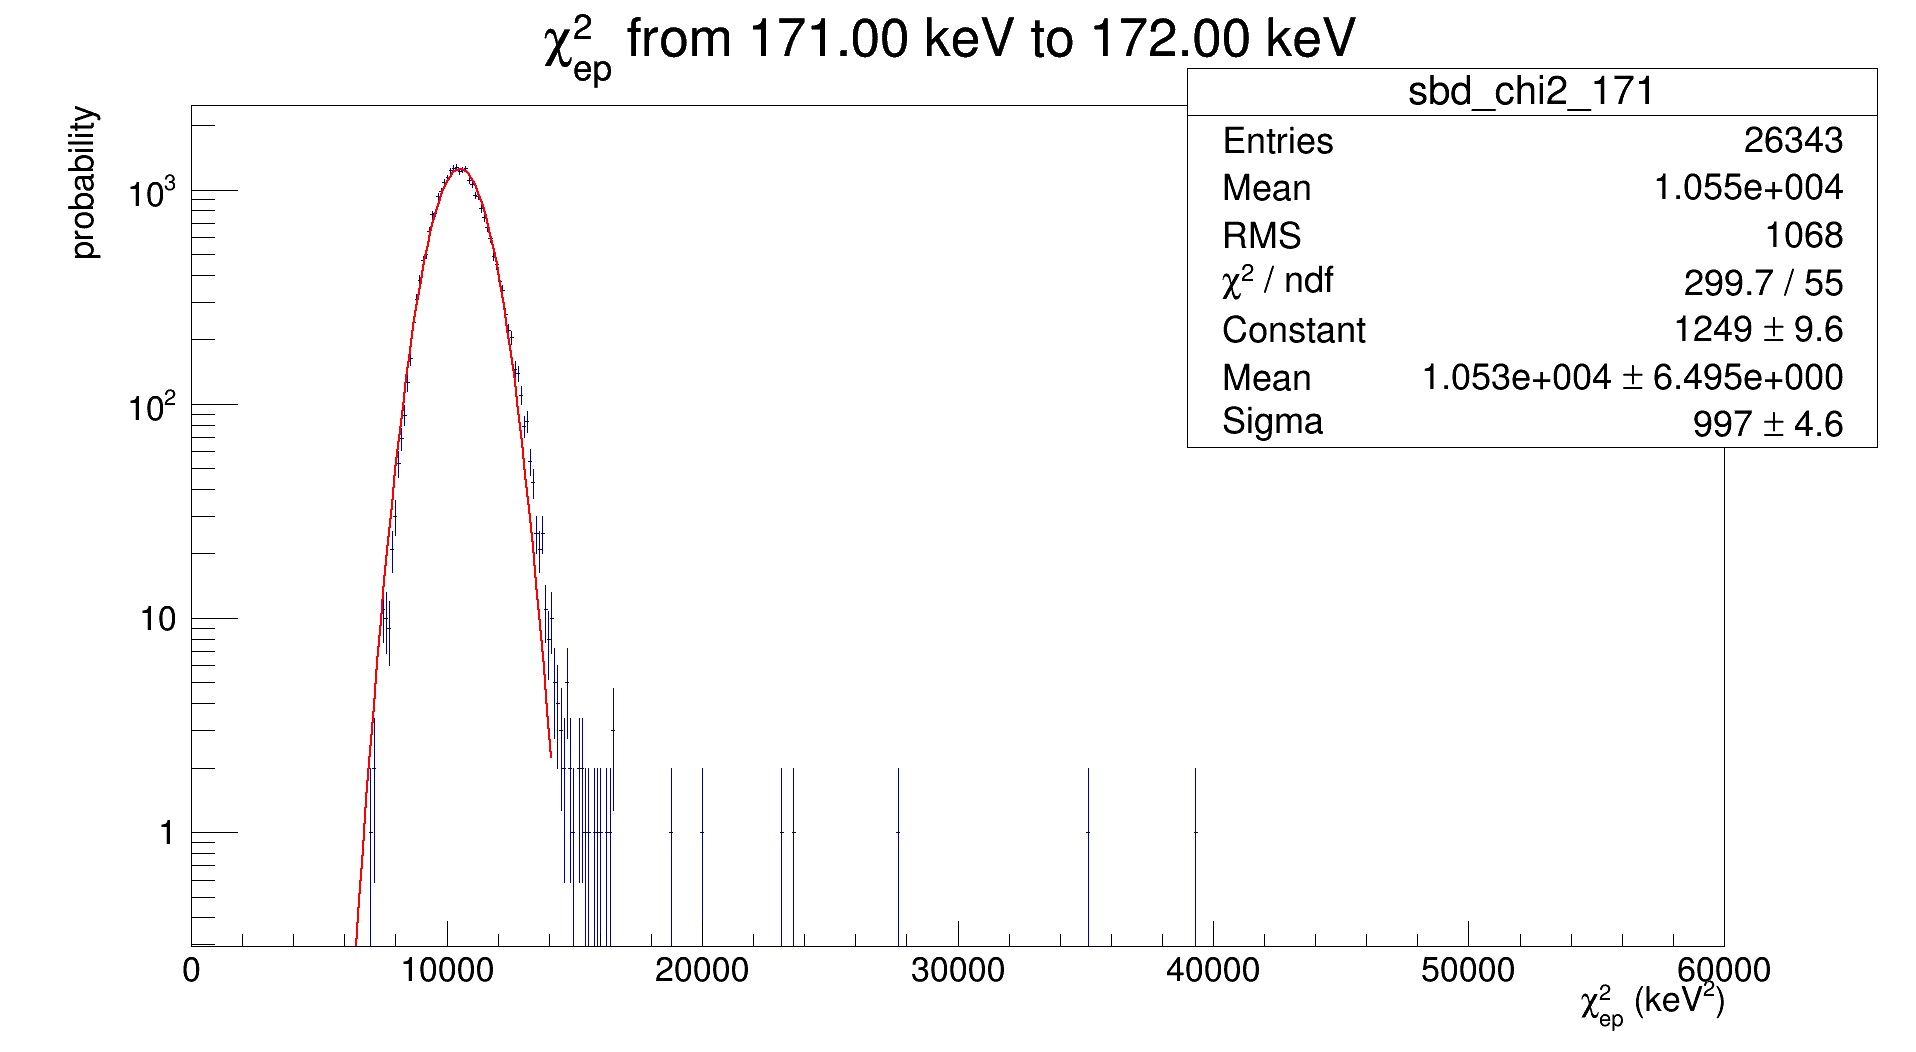 χ²ep from 171.00 keV to 172.00 keV
sbd_chi2_171
Entries 26343
Mean 1.055e+004
RMS 1068
χ² / ndf 299.7 / 55
Constant 1249 ± 9.6
Mean 1.053e+004 ± 6.495e+000
Sigma 997 ± 4.6
probability
10³
10²
10
1
0 10000 20000 30000 40000 50000 60000
χ²ep (keV²)